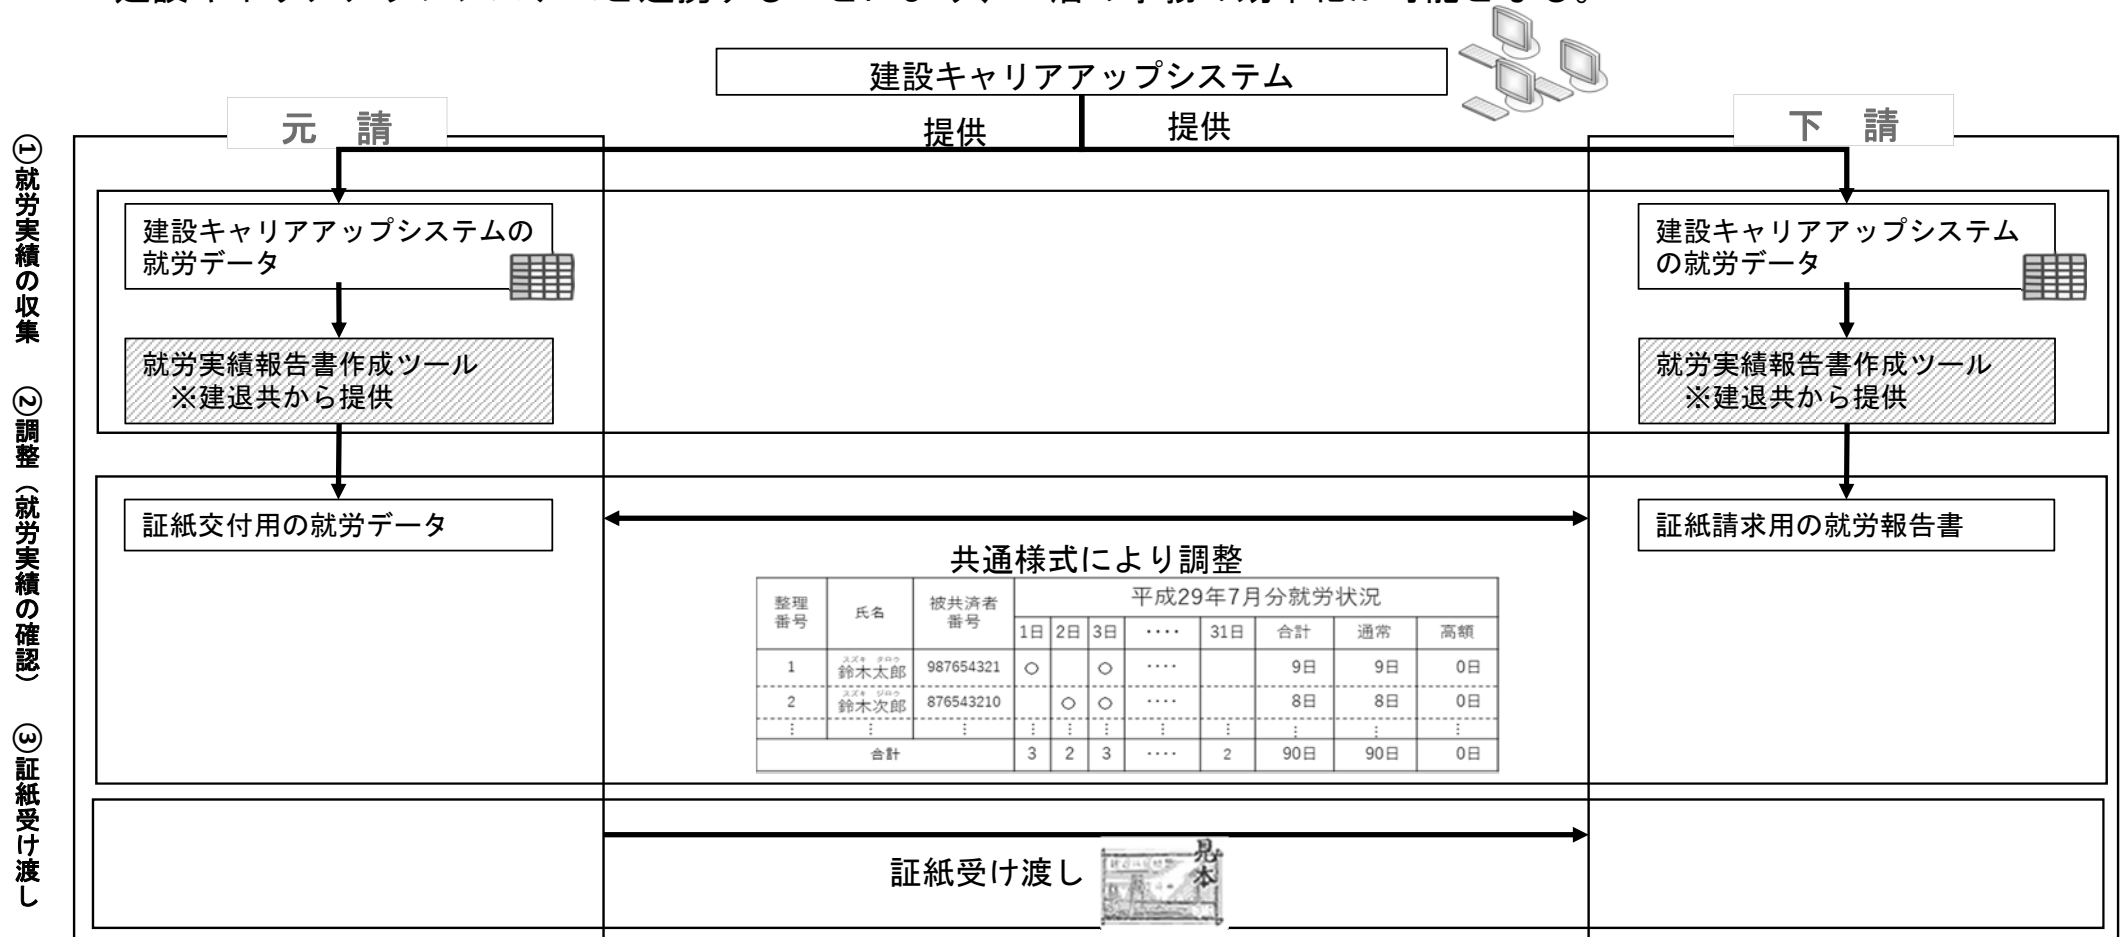 建設キャリアアップシステム
提供
提供
元 請
下 請
①就労実績の収集
②調整（就労実績の確認）
③証紙受け渡し
建設キャリアアップシステムの
就労データ
就労実績報告書作成ツール
※建退共から提供
証紙交付用の就労データ
建設キャリアアップシステム
の就労データ
就労実績報告書作成ツール
※建退共から提供
証紙請求用の就労報告書
共通様式により調整
整理番号 氏名 被共済者番号 平成29年7月分就労状況
1日 2日 3日 ‥‥ 31日 合計 通常 高額
スズキ タロウ
1 鈴木太郎 987654321 ○ ○ ‥‥ 9日 9日 0日
スズキ ジロウ
2 鈴木次郎 876543210 ○ ○ ‥‥ 8日 8日 0日
⋮ ⋮ ⋮ ⋮ ⋮ ⋮ ⋮ ⋮ ⋮ ⋮ ⋮
合計 3 2 3 ‥‥ 2 90日 90日 0日
証紙受け渡し
見本